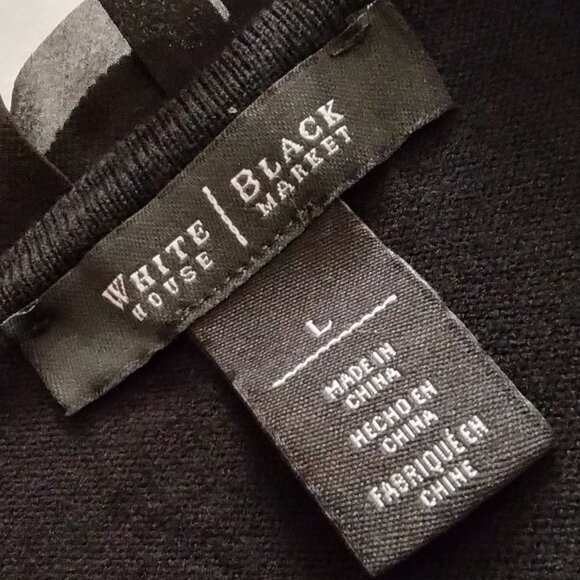 WHITE
HOUSE
BLACK
MARKET
L
MADE IN
CHINA
HECHO EN
CHINA
FABRIQUÉ EN
CHINE